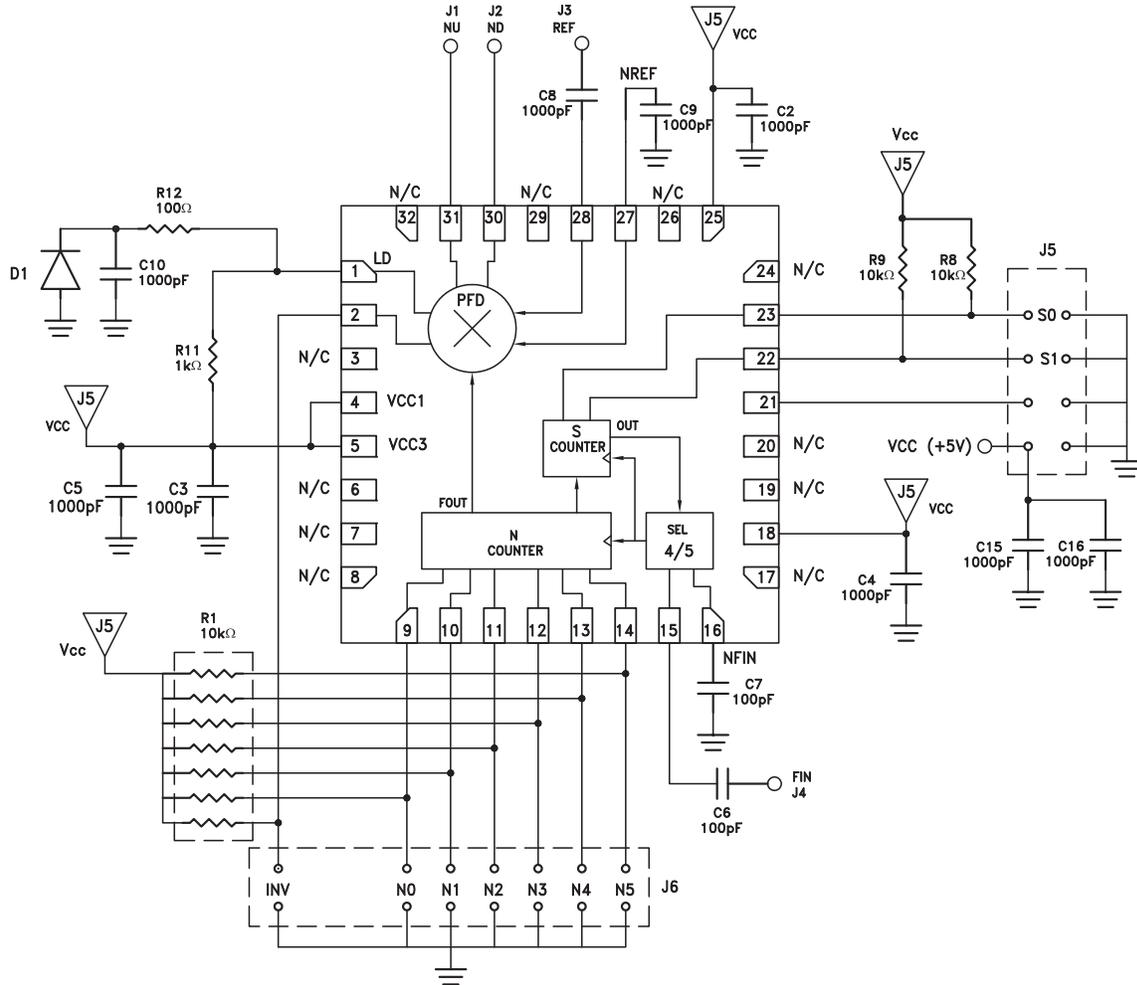 J1
NU
J2
ND
J3
REF
J5
VCC
C8
1000pF
NREF
C9
1000pF
C2
1000pF
Vcc
J5
N/C
N/C
N/C
32
31
30
29
28
27
26
25
R12
100Ω
D1
C10
1000pF
LD
1
2
N/C
3
4
VCC1
5
VCC3
N/C
6
N/C
7
N/C
8
R11
1kΩ
J5
VCC
C5
1000pF
C3
1000pF
PFD
S
COUNTER
OUT
FOUT
N
COUNTER
SEL
4/5
24
N/C
23
22
21
20
N/C
19
N/C
18
17
N/C
R9
10kΩ
R8
10kΩ
J5
S0
S1
VCC (+5V)
J5
VCC
C4
1000pF
C15
1000pF
C16
1000pF
9
10
11
12
13
14
15
16
NFIN
C7
100pF
J5
Vcc
R1
10kΩ
FIN
J4
C6
100pF
INV
N0
N1
N2
N3
N4
N5
J6